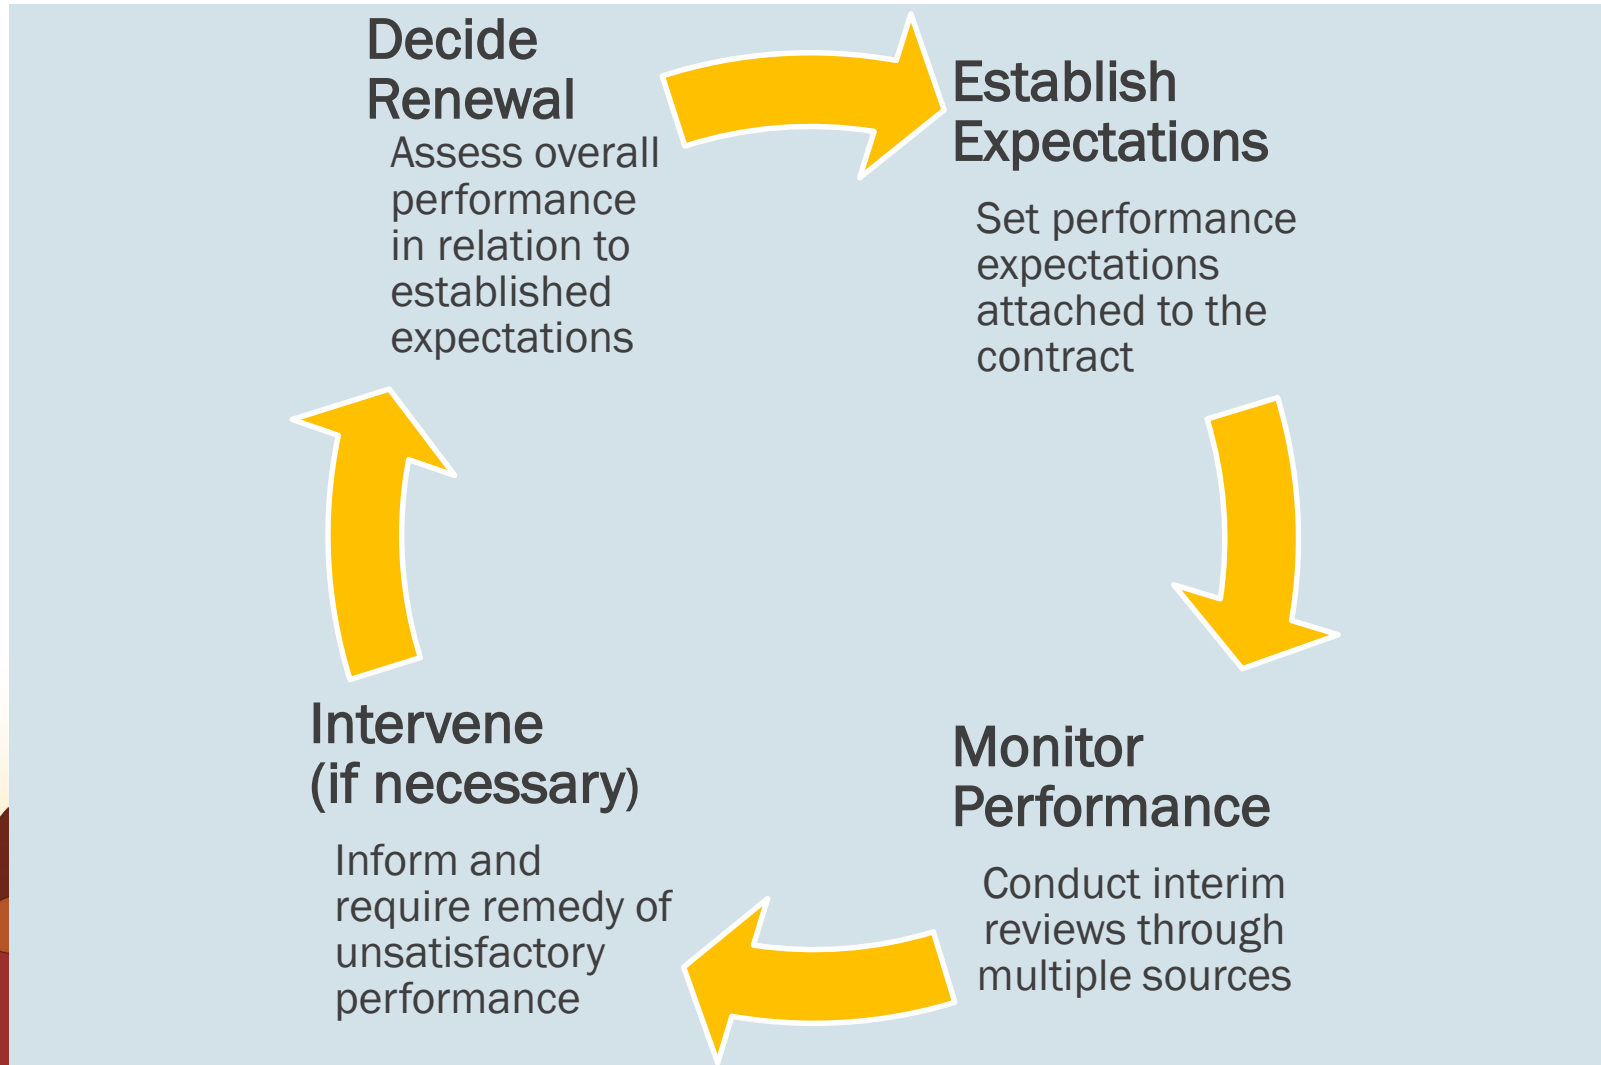 Decide
Renewal
Assess overall
performance
in relation to
established
expectations
Establish
Expectations
Set performance
expectations
attached to the
contract
Monitor
Performance
Conduct interim
reviews through
multiple sources
Intervene
(if necessary)
Inform and
require remedy of
unsatisfactory
performance